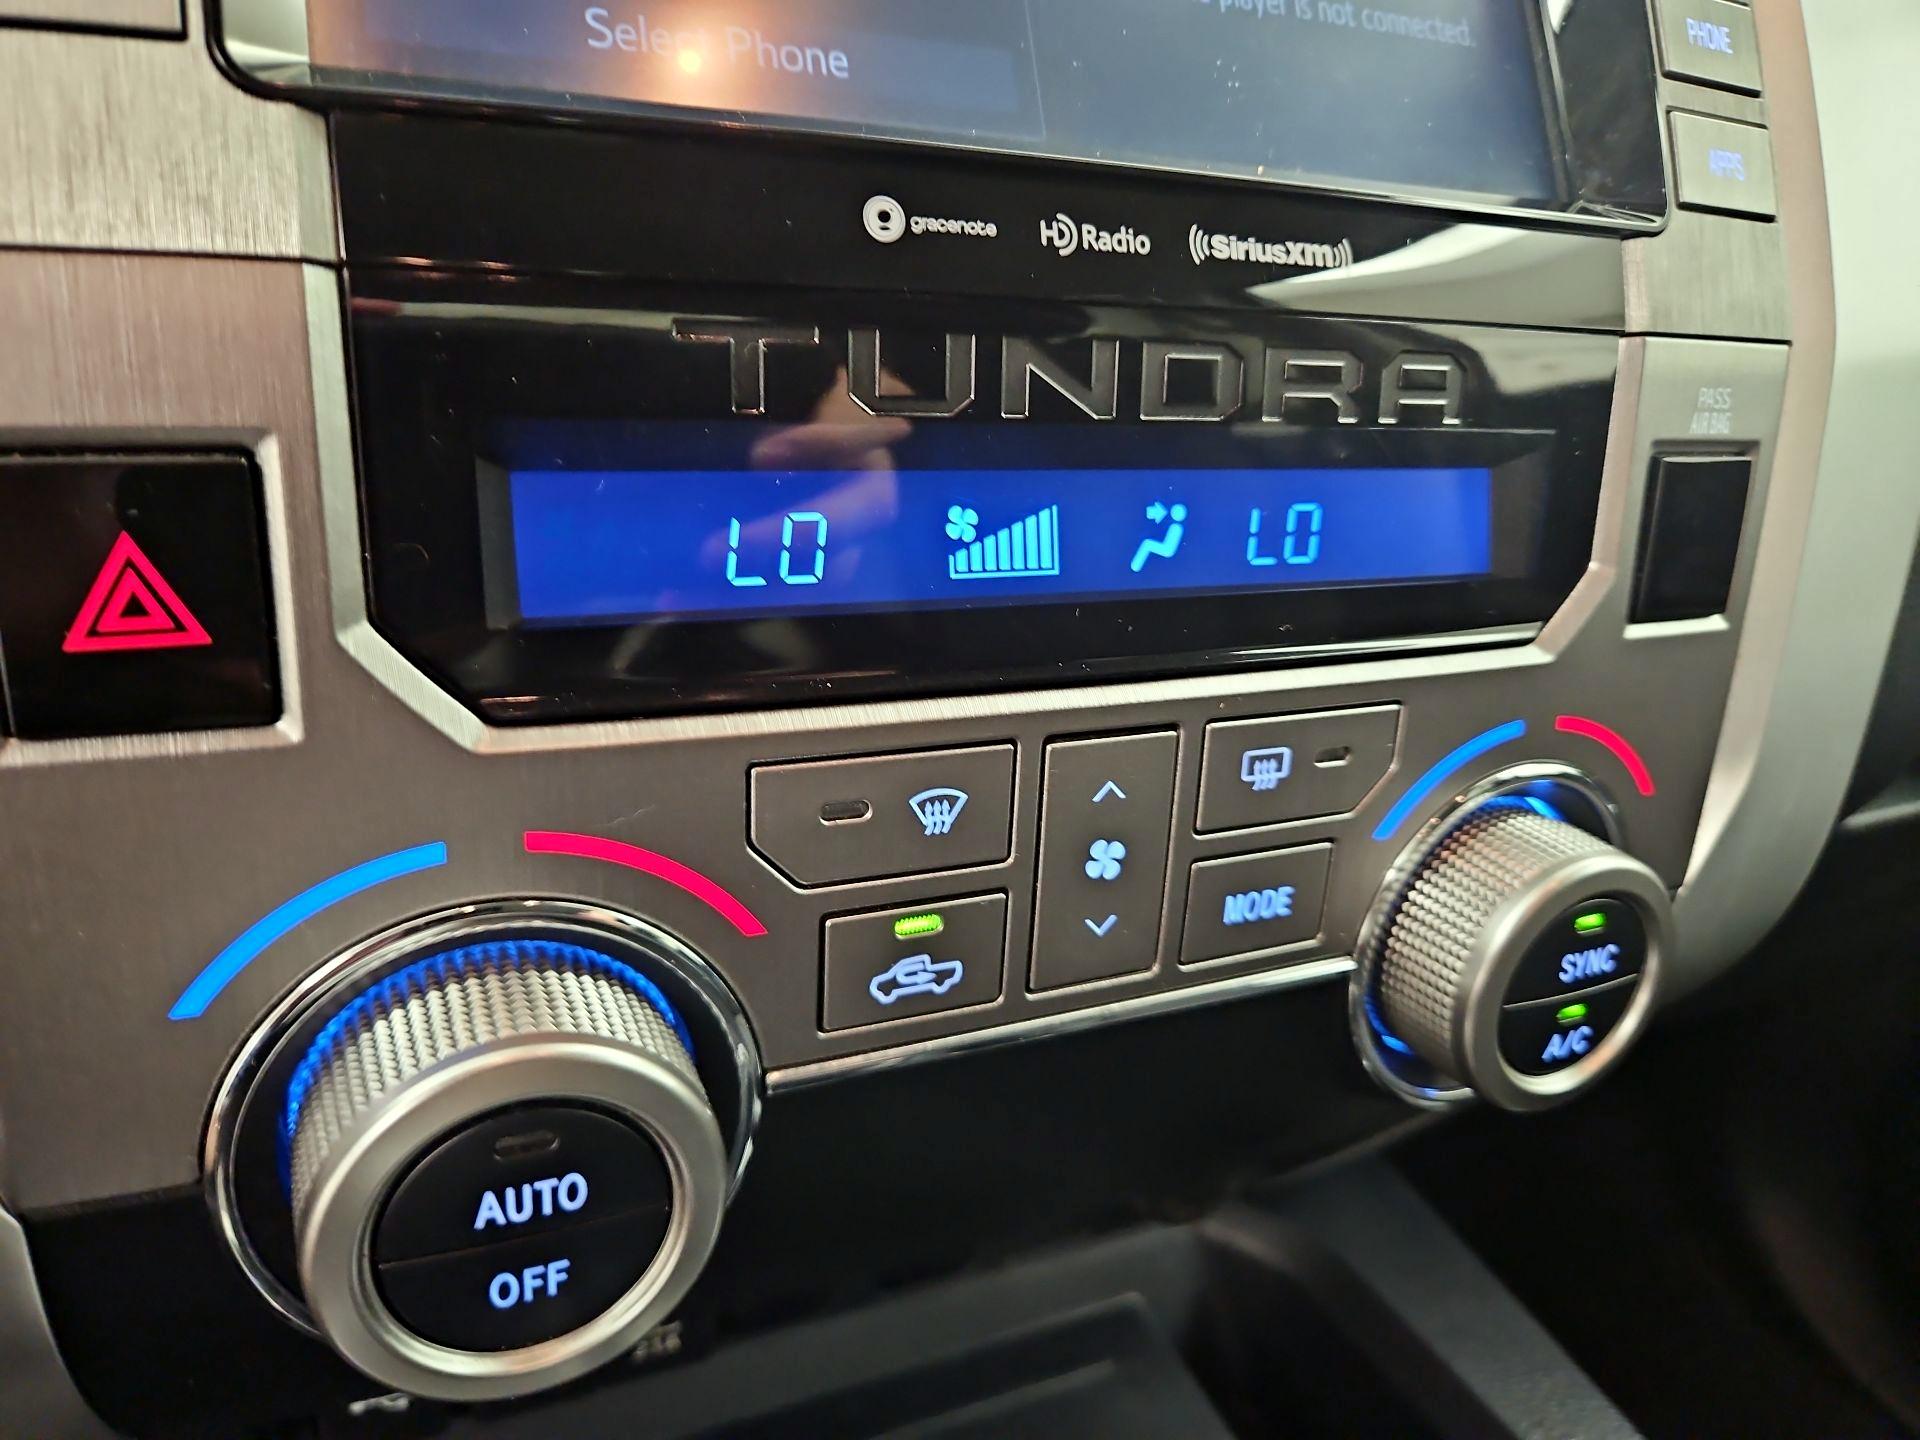 player is not connected.
Select Phone
PHONE
APPS
gracenote HD Radio ((SiriusXM))
TUNDRA
PASS
AIR BAG
LO LO
MODE
SYNC
A/C
AUTO
OFF